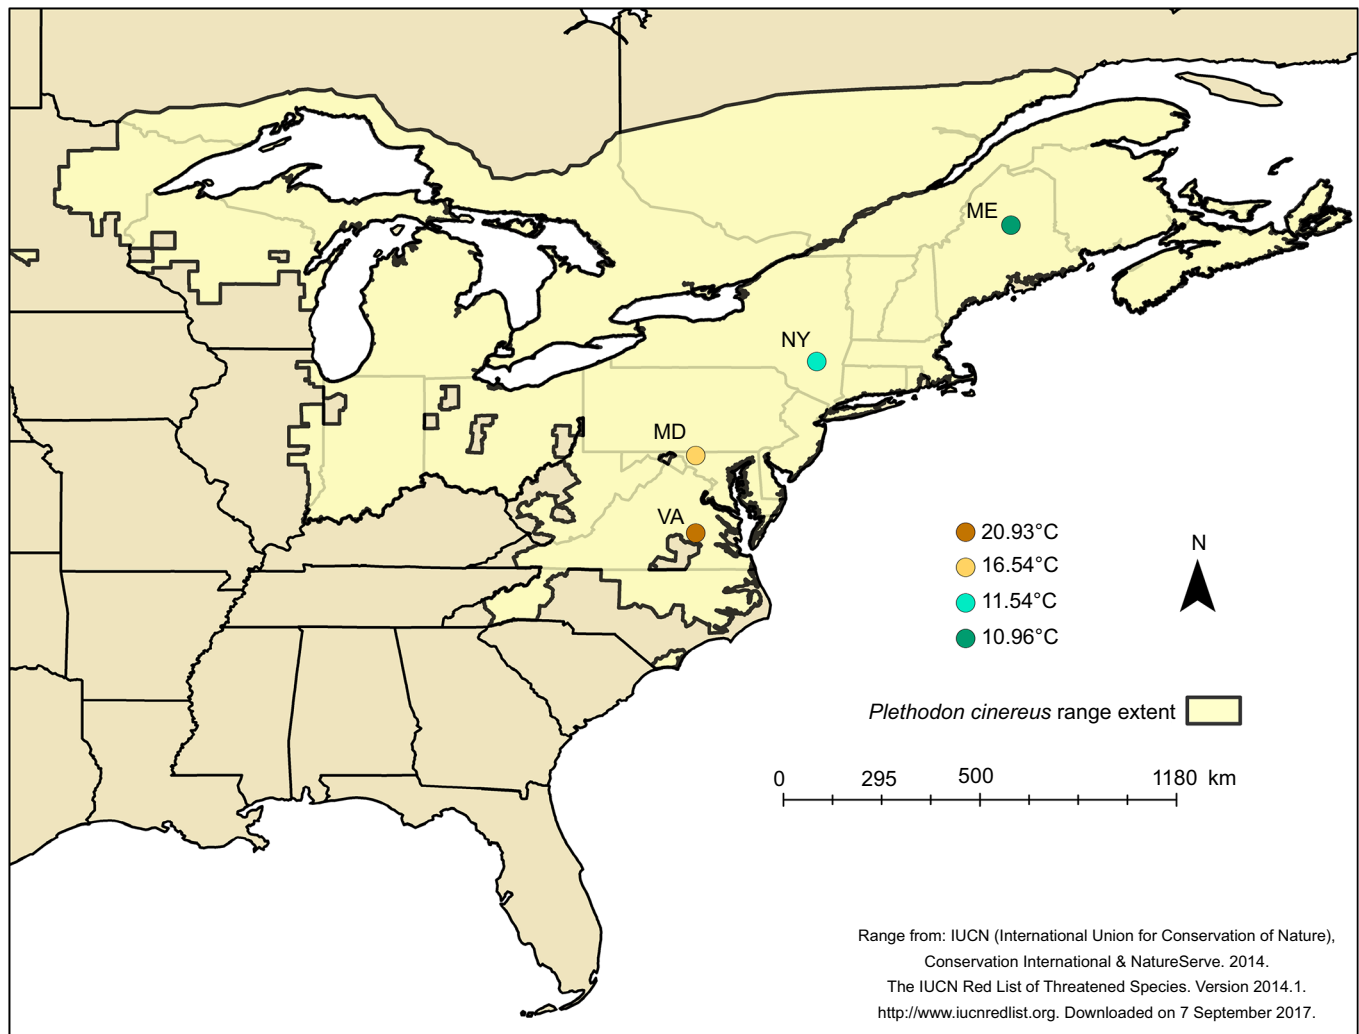 ME
NY
MD
VA
20.93°C
16.54°C
11.54°C
10.96°C
N
Plethodon cinereus range extent
0 295 500 1180 km
Range from: IUCN (International Union for Conservation of Nature),
Conservation International & NatureServe. 2014.
The IUCN Red List of Threatened Species. Version 2014.1.
http://www.iucnredlist.org. Downloaded on 7 September 2017.